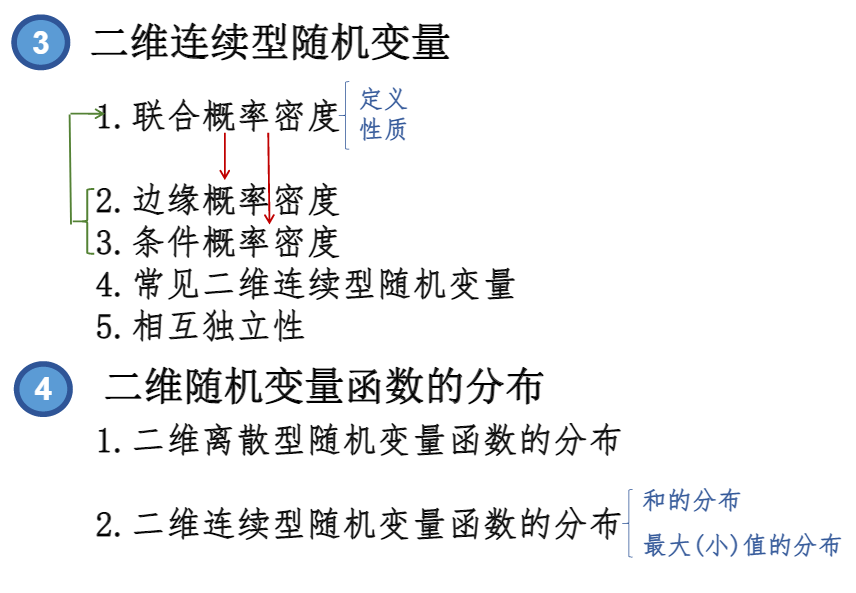 3 二维连续型随机变量
1.联合概率密度
定义
性质
2.边缘概率密度
3.条件概率密度
4.常见二维连续型随机变量
5.相互独立性
4 二维随机变量函数的分布
1.二维离散型随机变量函数的分布
2.二维连续型随机变量函数的分布
和的分布
最大(小)值的分布